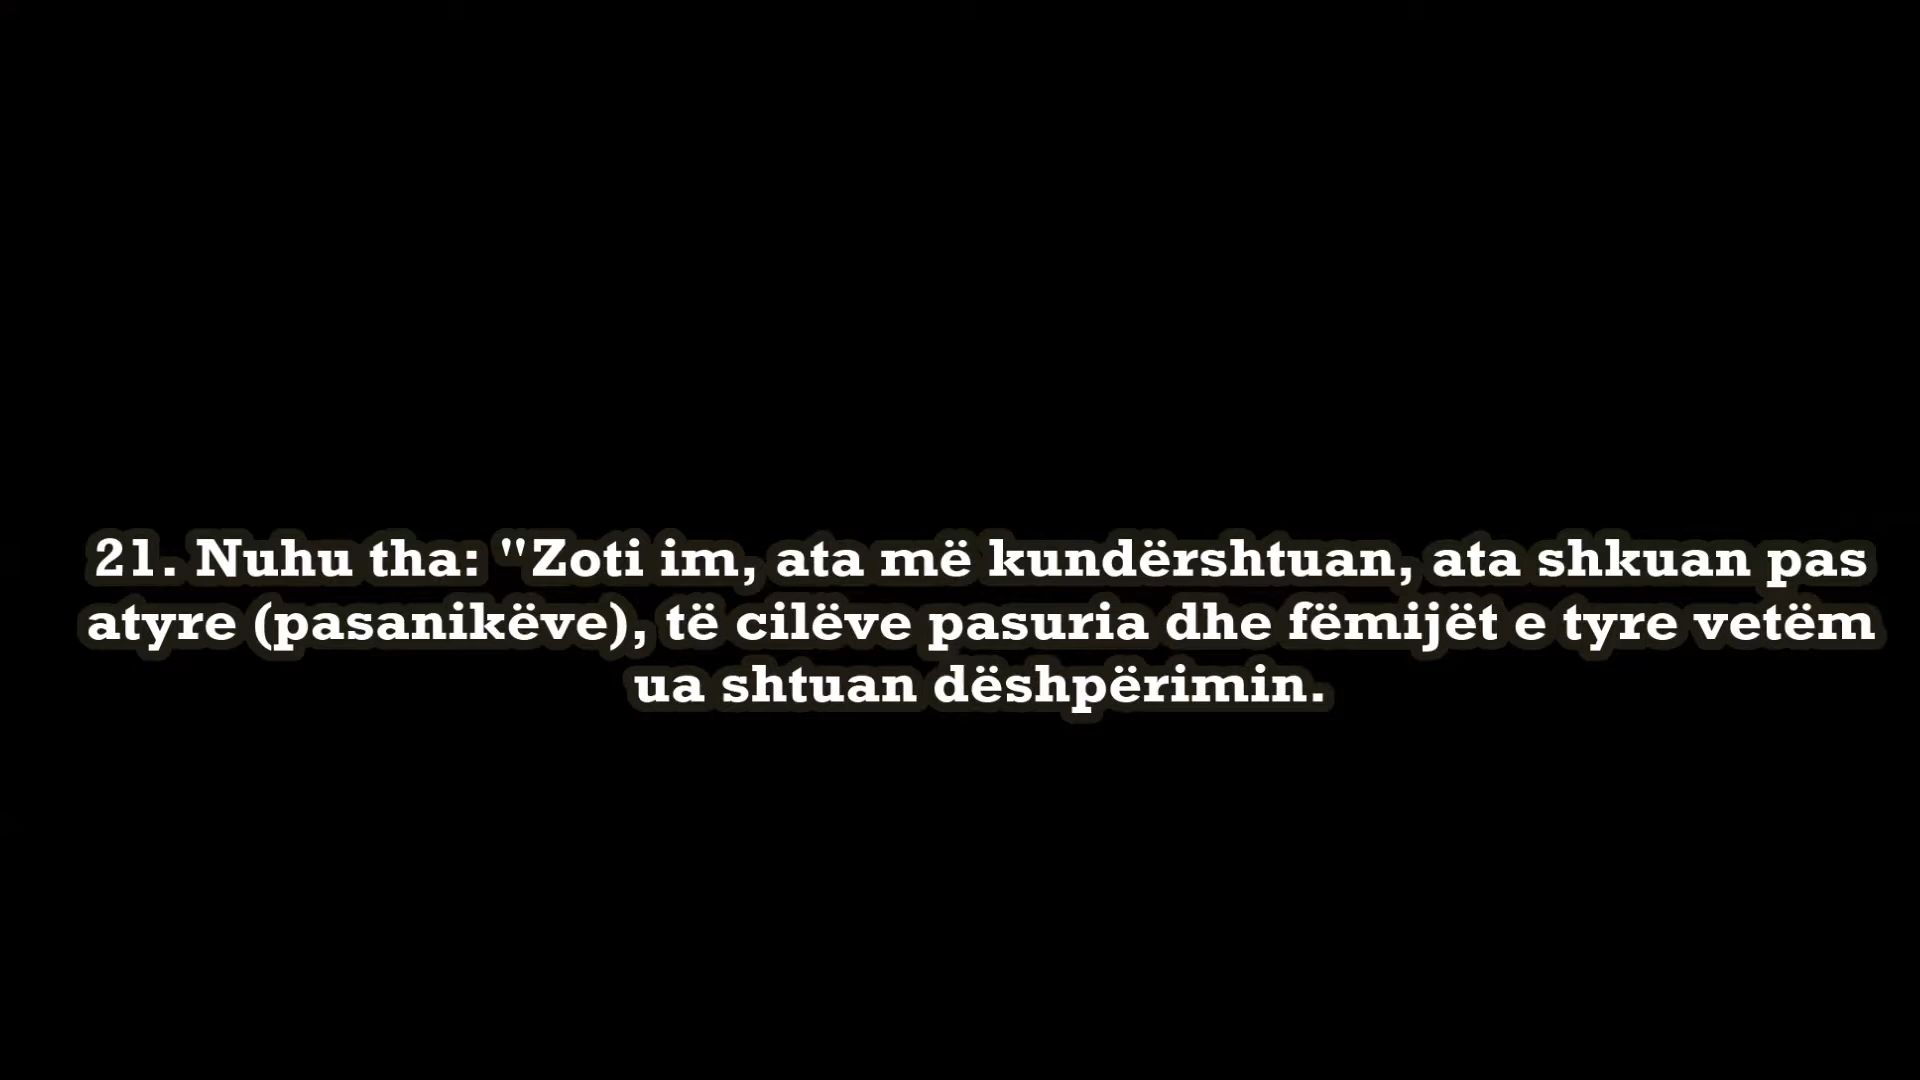 21. Nuhu tha: "Zoti im, ata më kundërshtuan, ata shkuan pas
atyre (pasanikëve), të cilëve pasuria dhe fëmijët e tyre vetëm
ua shtuan dëshpërimin.